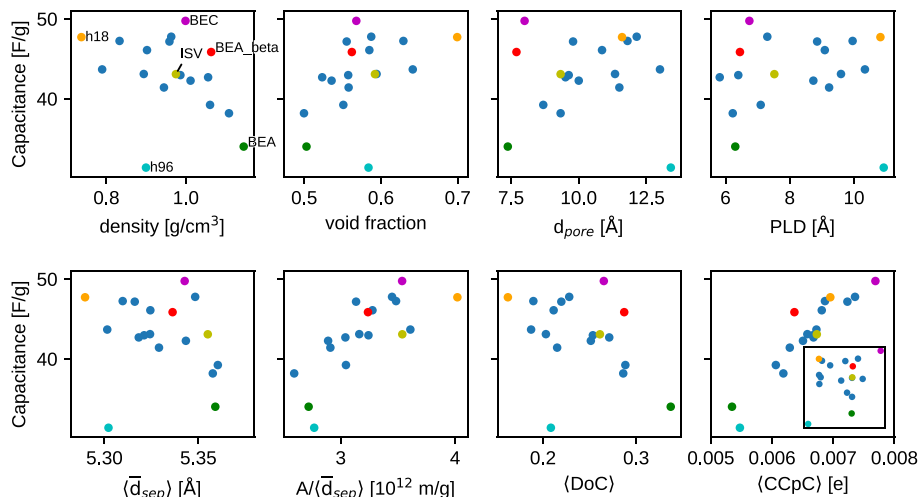 Capacitance [F/g]
50
40
h18
BEC
ISV
BEA_beta
BEA
h96
0.8
1.0
density [g/cm³]
0.5
0.6
0.7
void fraction
7.5
10.0
12.5
d_pore [Å]
6
8
10
PLD [Å]
Capacitance [F/g]
50
40
5.30
5.35
⟨d̅_sep⟩ [Å]
3
4
A/⟨d̅_sep⟩ [10¹² m/g]
0.2
0.3
⟨DoC⟩
0.005
0.006
0.007
0.008
⟨CCpC⟩ [e]